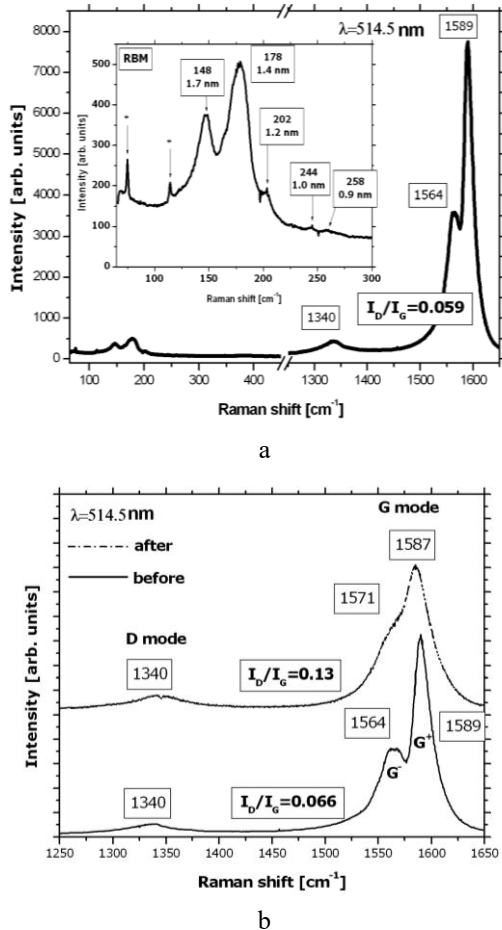 λ=514.5 nm
1589
RBM
148
1.7 nm
178
1.4 nm
202
1.2 nm
244
1.0 nm
258
0.9 nm
*
*
500
400
300
200
100
0
Intensity [arb. units]
100 150 200 250 300
Raman shift [cm⁻¹]
8000
7000
6000
5000
4000
3000
2000
1000
0
Intensity [arb. units]
1564
1340
I_D/I_G=0.059
100 200 300 400 1300 1400 1500 1600
Raman shift [cm⁻¹]
a
λ=514.5nm
after
before
G mode
1587
1571
D mode
1340
I_D/I_G=0.13
1564
G⁺
1589
G⁻
1340
I_D/I_G=0.066
Intensity [arb. units]
1250 1300 1350 1400 1450 1500 1550 1600 1650
Raman shift [cm⁻¹]
b